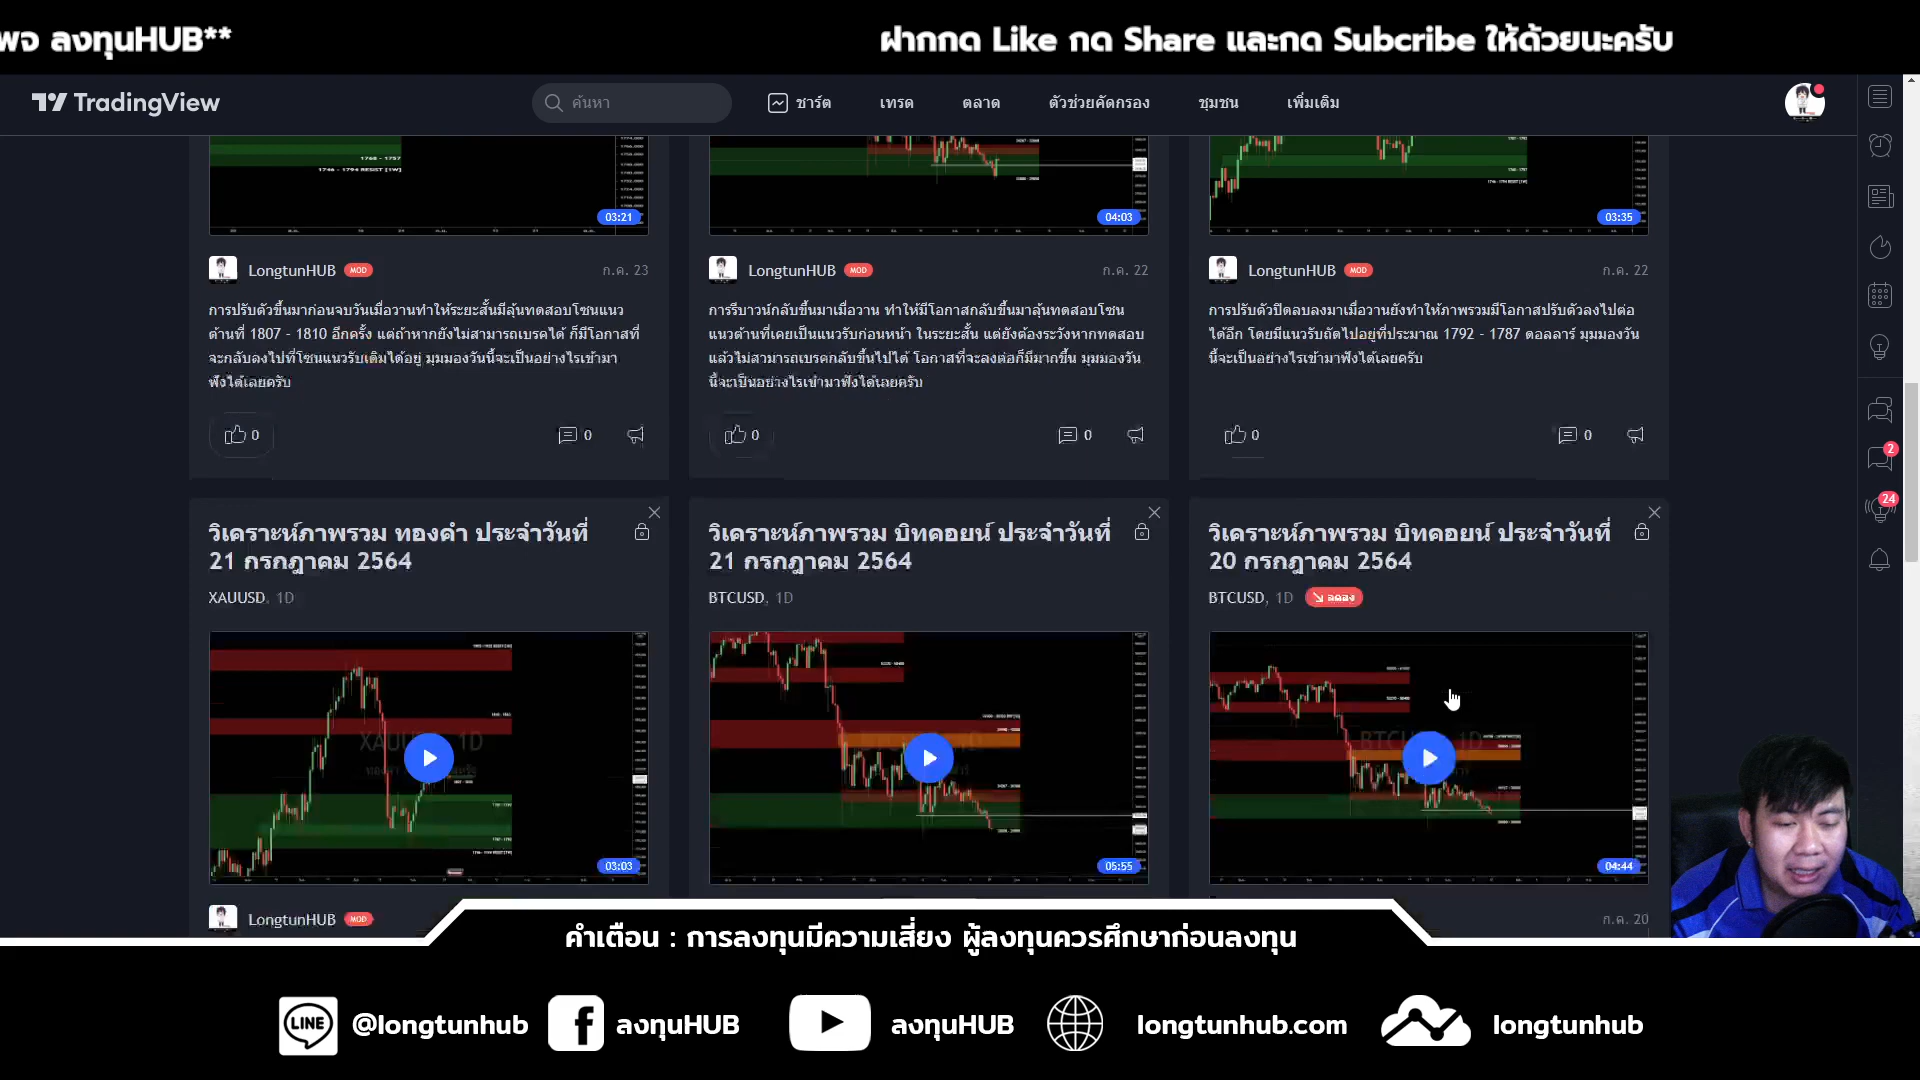 พจ ลงทุนHUB**
ฝากกด Like กด Share และกด Subcribe ให้ด้วยนะครับ
TradingView
ค้นหา
ชาร์ต
เทรด
ตลาด
ตัวช่วยคัดกรอง
ชุมชน
เพิ่มเติม
1768 - 1757
1746 - 1794 RESIST [1W]
03:21
04:03
03:35
LongtunHUB MOD
ก.ค. 23
LongtunHUB MOD
ก.ค. 22
LongtunHUB MOD
ก.ค. 22
การปรับตัวขึ้นมาก่อนจบวันเมื่อวานทำให้ระยะสั้นมีลุ้นทดสอบโซนแนว
ด้านที่ 1807 - 1810 อีกครั้ง แต่ถ้าหากยังไม่สามารถเบรคได้ ก็มีโอกาสที่
จะกลับลงไปที่โซนแนวรับเดิมได้อยู่ มุมมองวันนี้จะเป็นอย่างไรเข้ามา
ฟังได้เลยครับ
การรีบาวน์กลับขึ้นมาเมื่อวาน ทำให้มีโอกาสกลับขึ้นมาลุ้นทดสอบโซน
แนวต้านที่เคยเป็นแนวรับก่อนหน้า ในระยะสั้น แต่ยังต้องระวังหากทดสอบ
แล้วไม่สามารถเบรคกลับขึ้นไปได้ โอกาสที่จะลงต่อก็มีมากขึ้น มุมมองวัน
นี้จะเป็นอย่างไรเข้ามาฟังได้เลยครับ
การปรับตัวปิดลบลงมาเมื่อวานยังทำให้ภาพรวมมีโอกาสปรับตัวลงไปต่อ
ได้อีก โดยมีแนวรับถัดไปอยู่ที่ประมาณ 1792 - 1787 ดอลลาร์ มุมมองวัน
นี้จะเป็นอย่างไรเข้ามาฟังได้เลยครับ
0
0
0
0
0
0
2
24
วิเคราะห์ภาพรวม ทองคำ ประจำวันที่
21 กรกฎาคม 2564
XAUUSD, 1D
วิเคราะห์ภาพรวม บิทคอยน์ ประจำวันที่
21 กรกฎาคม 2564
BTCUSD, 1D
วิเคราะห์ภาพรวม บิทคอยน์ ประจำวันที่
20 กรกฎาคม 2564
BTCUSD, 1D
ลดลง
03:03
05:55
04:44
LongtunHUB MOD
ก.ค. 20
คำเตือน : การลงทุนมีความเสี่ยง ผู้ลงทุนควรศึกษาก่อนลงทุน
LINE
@longtunhub
ลงทุนHUB
ลงทุนHUB
longtunhub.com
longtunhub